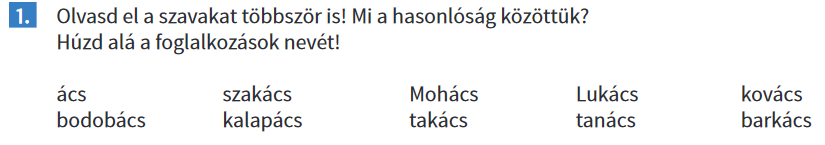 1. Olvasd el a szavakat többször is! Mi a hasonlóság közöttük?
Húzd alá a foglalkozások nevét!
ács szakács Mohács Lukács kovács
bodobács kalapács takács tanács barkács